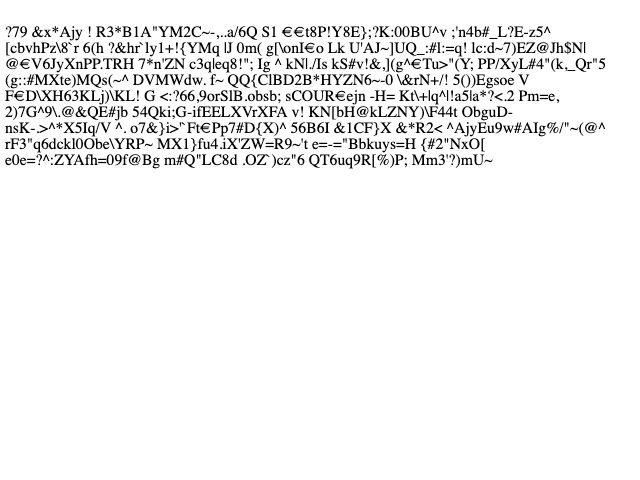 ?79 &x*Ajy ! R3*B1A"YM2C~-,..a/6Q S1 €€t8P!Y8E};?K:00BU^v ;'n4b#_L?E-z5^
[cbvhPz\8`r 6(h ?&hr`ly1+!{YMq |J 0m( g[\onI€o Lk U'AJ~]UQ_:#l:=q! lc:d~7)EZ@Jh$N|
@€V6JyXnPP.TRH 7*n'ZN c3q|eq8!"; Ig ^ kN|./Is kS#v!&,](g^€Tu>"(Y; PP/XyL#4"(k,_Qr"5
(g::#MXte)MQs(~^ DVMWdw. f~ QQ{ClBD2B*HYZN6~-0 \&rN+/! 5())Egsoe V
F€D\XH63KLj)\KL! G <:?66,9orS|B.obsb; sCOUR€ejn -H= Kt\+|q^|!a5|a*?<.2 Pm=e,
2)7G^9\.@&QE#jb 54Qki;G-ifEELXVrXFA v! KN[bH@kLZNY)\F44t ObguD-
nsK-.>^*X5Iq/V ^. o7&}i>'`Ft€Pp7#D{X)^ 56B6I &1CF}X &*R2< ^AjyEu9w#AIg%/"~(@^
rF3"q6dckl0Obe\YRP~ MX1}fu4.iX'ZW=R9~'t e=-="Bbkuys=H {#2"NxO[
e0e=?^:ZYAfh=09f@Bg m#Q"LC8d .OZ`)cz"6 QT6uq9R[%)P; Mm3'?)mU~